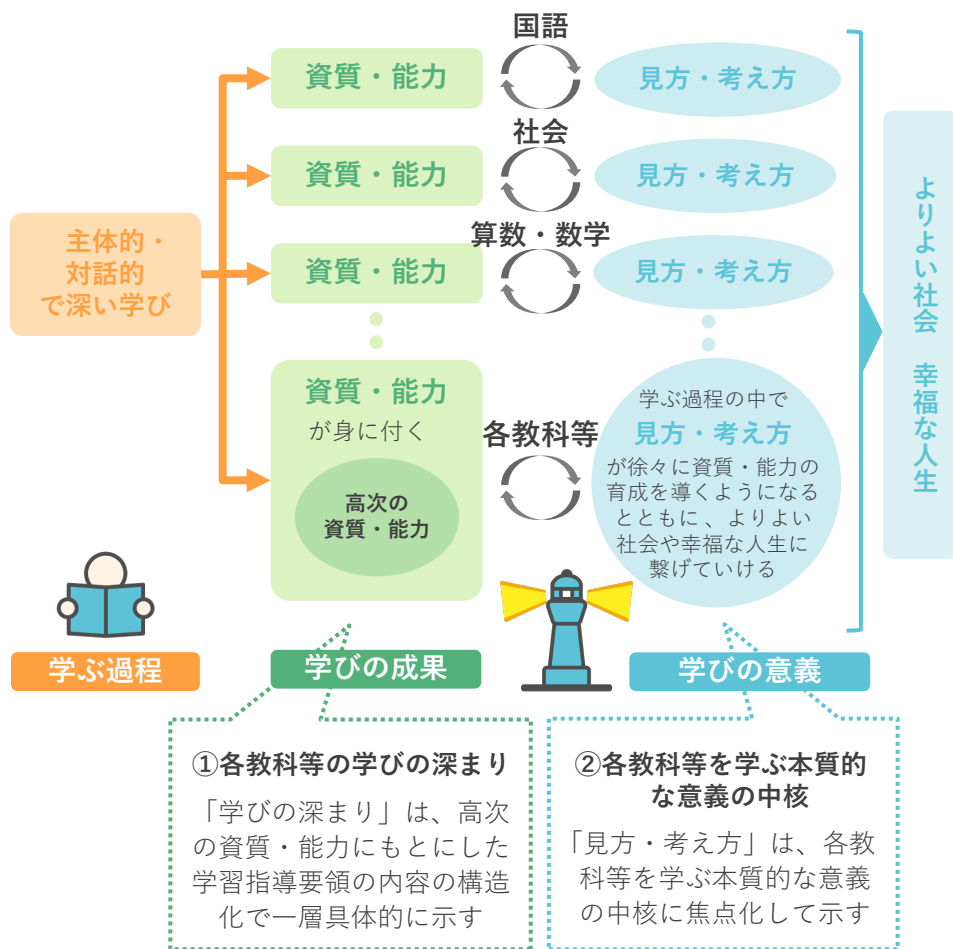 国語
資質・能力
見方・考え方
社会
資質・能力
見方・考え方
算数・数学
資質・能力
見方・考え方
主体的・
対話的
で深い学び
資質・能力
が身に付く
高次の
資質・能力
各教科等
学ぶ過程の中で
見方・考え方
が徐々に資質・能力の
育成を導くようになる
とともに、よりよい
社会や幸福な人生に
繋げていける
よりよい社会　幸福な人生
学ぶ過程
学びの成果
学びの意義
①各教科等の学びの深まり
「学びの深まり」は、高次
の資質・能力にもとにした
学習指導要領の内容の構造
化で一層具体的に示す
②各教科等を学ぶ本質的
な意義の中核
「見方・考え方」は、各教
科等を学ぶ本質的な意義
の中核に焦点化して示す